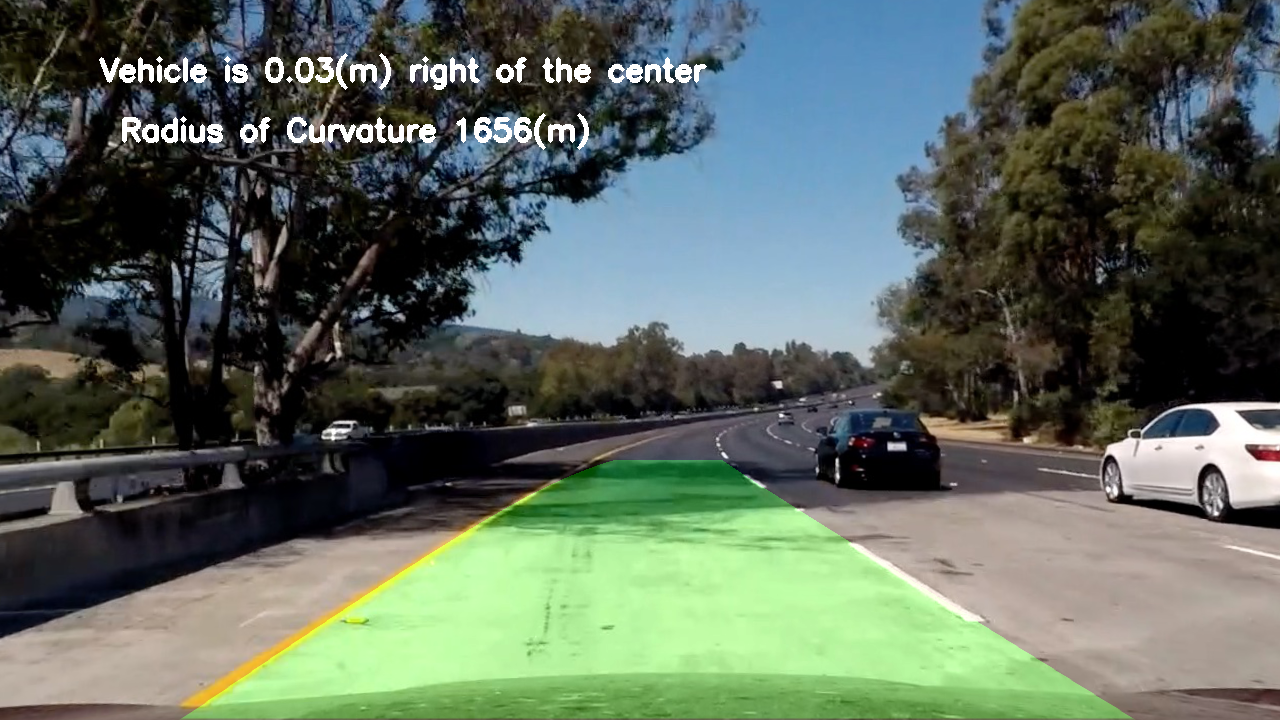 Vehicle is 0.03(m) right of the center
Radius of Curvature 1656(m)